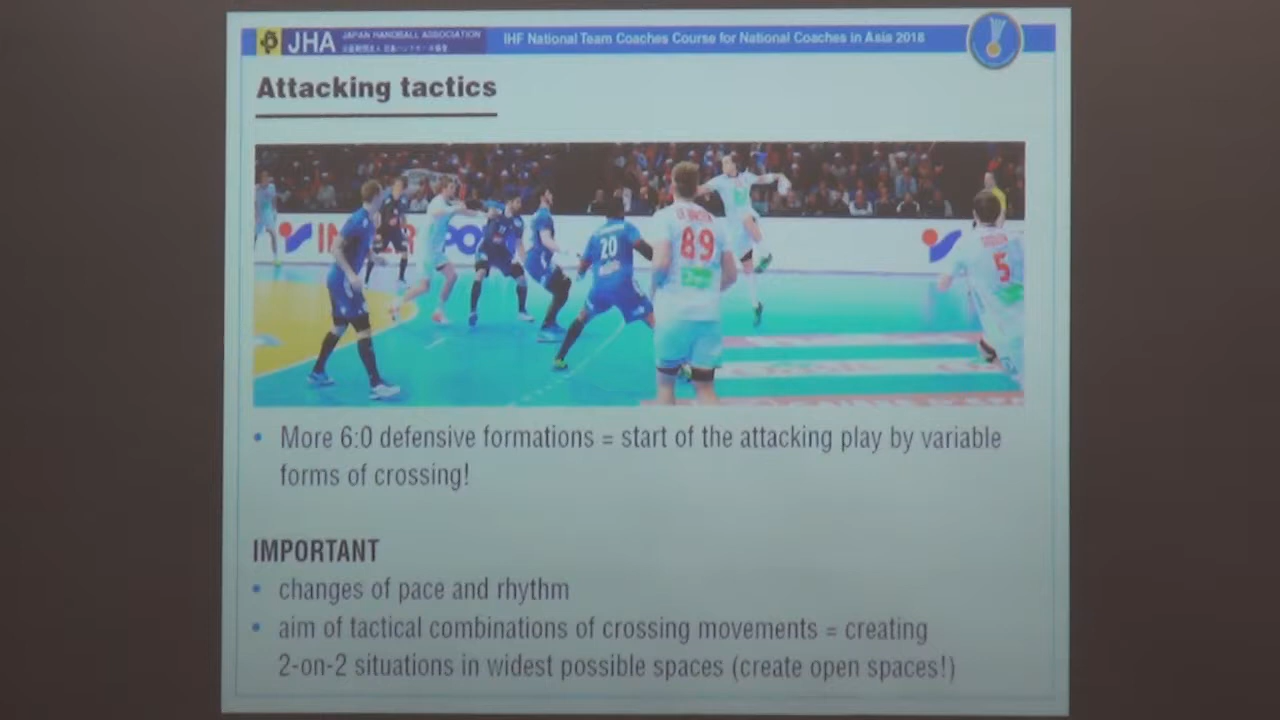 JHA JAPAN HANDBALL ASSOCIATION
IHF National Team Coaches Course for National Coaches in Asia 2018
Attacking tactics
20
89
5
• More 6:0 defensive formations = start of the attacking play by variable
forms of crossing!
IMPORTANT
• changes of pace and rhythm
• aim of tactical combinations of crossing movements = creating
2-on-2 situations in widest possible spaces (create open spaces!)